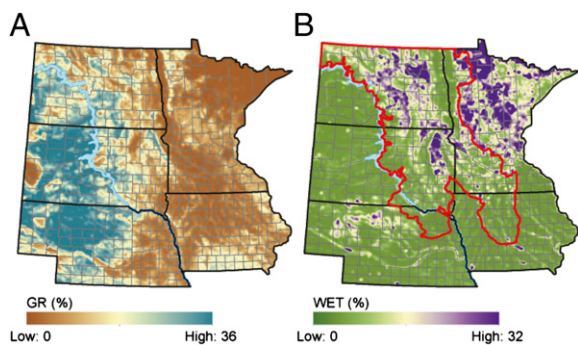 A
B
GR (%)
Low: 0 High: 36
WET (%)
Low: 0 High: 32